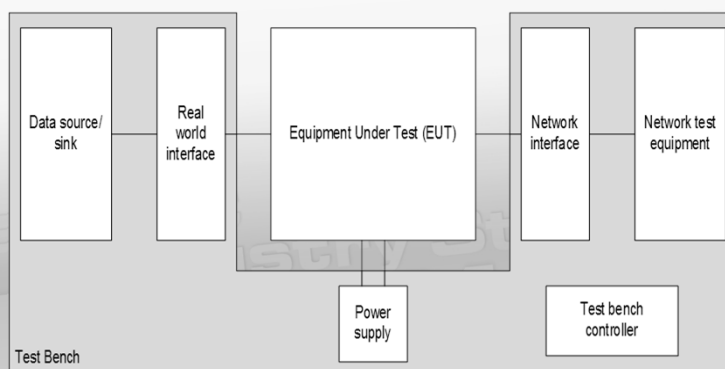 Data source/
sink
Real
world
interface
Equipment Under Test (EUT)
Network
interface
Network test
equipment
Power
supply
Test bench
controller
Test Bench